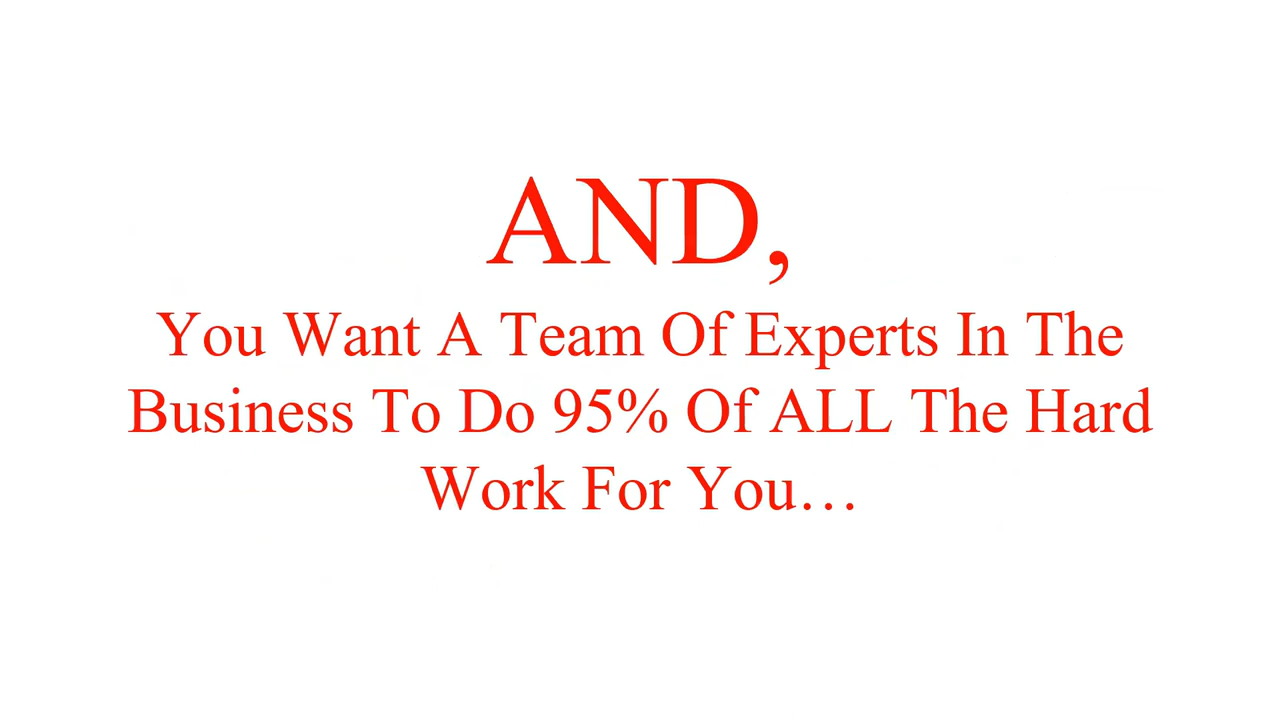 AND,
You Want A Team Of Experts In The
Business To Do 95% Of ALL The Hard
Work For You…